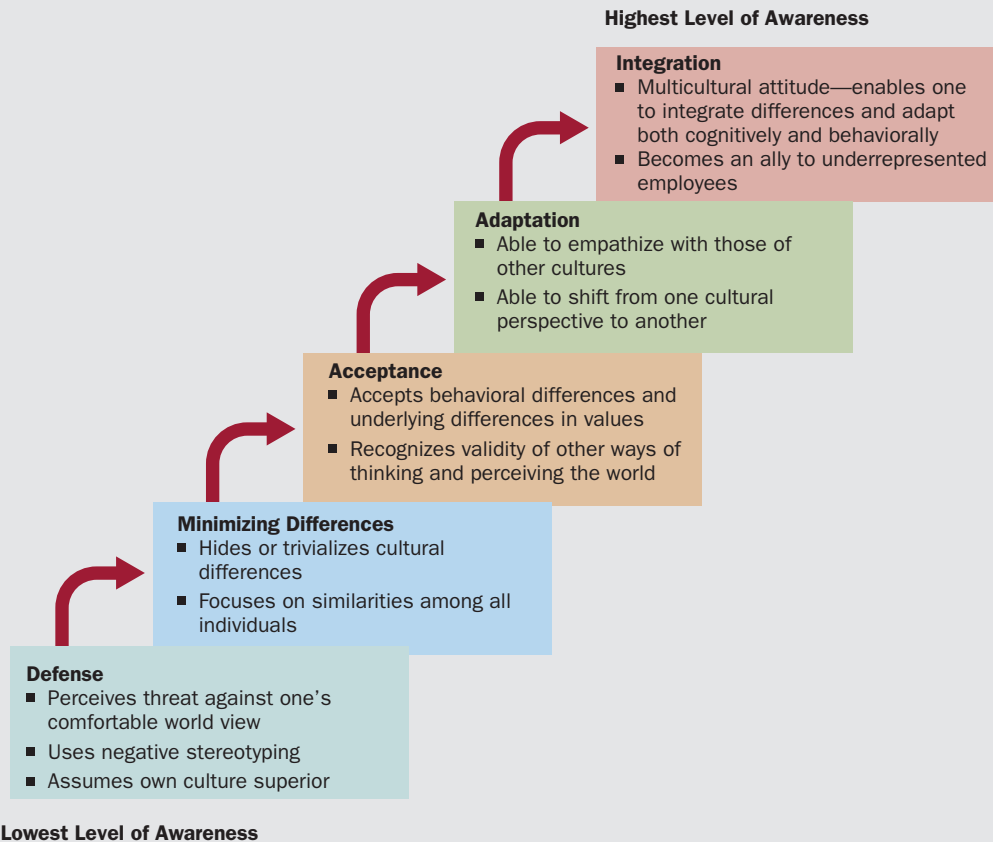 Highest Level of Awareness
Integration
■ Multicultural attitude—enables one
to integrate differences and adapt
both cognitively and behaviorally
■ Becomes an ally to underrepresented
employees
Adaptation
■ Able to empathize with those of
other cultures
■ Able to shift from one cultural
perspective to another
Acceptance
■ Accepts behavioral differences and
underlying differences in values
■ Recognizes validity of other ways of
thinking and perceiving the world
Minimizing Differences
■ Hides or trivializes cultural
differences
■ Focuses on similarities among all
individuals
Defense
■ Perceives threat against one’s
comfortable world view
■ Uses negative stereotyping
■ Assumes own culture superior
Lowest Level of Awareness